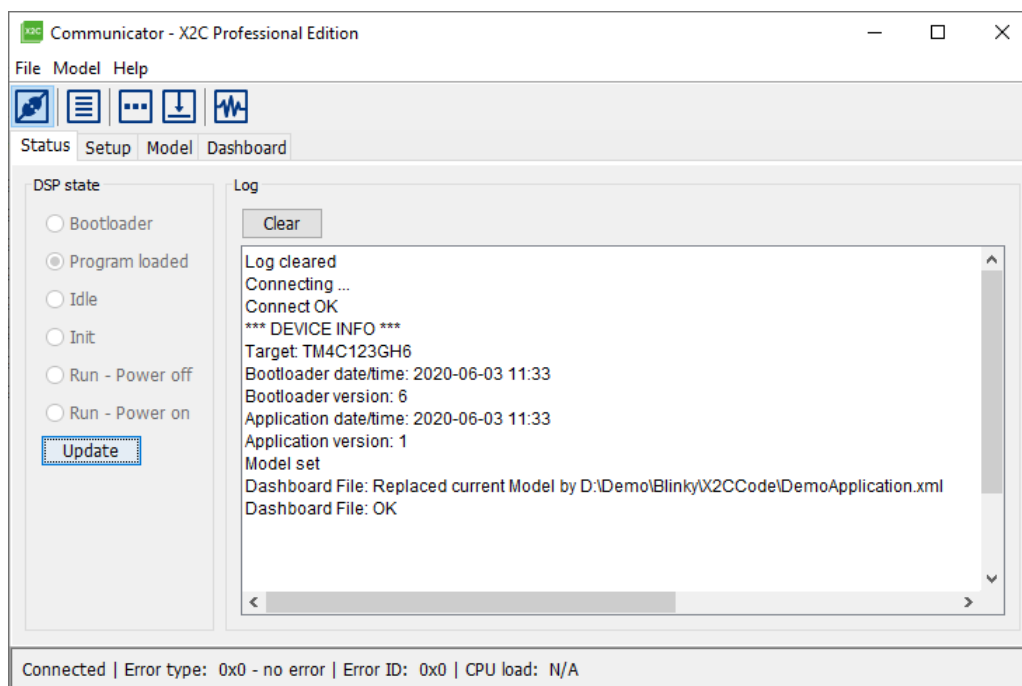 X2C Communicator - X2C Professional Edition
File Model Help
Status Setup Model Dashboard
DSP state
Bootloader
Program loaded
Idle
Init
Run - Power off
Run - Power on
Update
Log
Clear
Log cleared
Connecting ...
Connect OK
*** DEVICE INFO ***
Target: TM4C123GH6
Bootloader date/time: 2020-06-03 11:33
Bootloader version: 6
Application date/time: 2020-06-03 11:33
Application version: 1
Model set
Dashboard File: Replaced current Model by D:\Demo\Blinky\X2CCode\DemoApplication.xml
Dashboard File: OK
Connected | Error type: 0x0 - no error | Error ID: 0x0 | CPU load: N/A